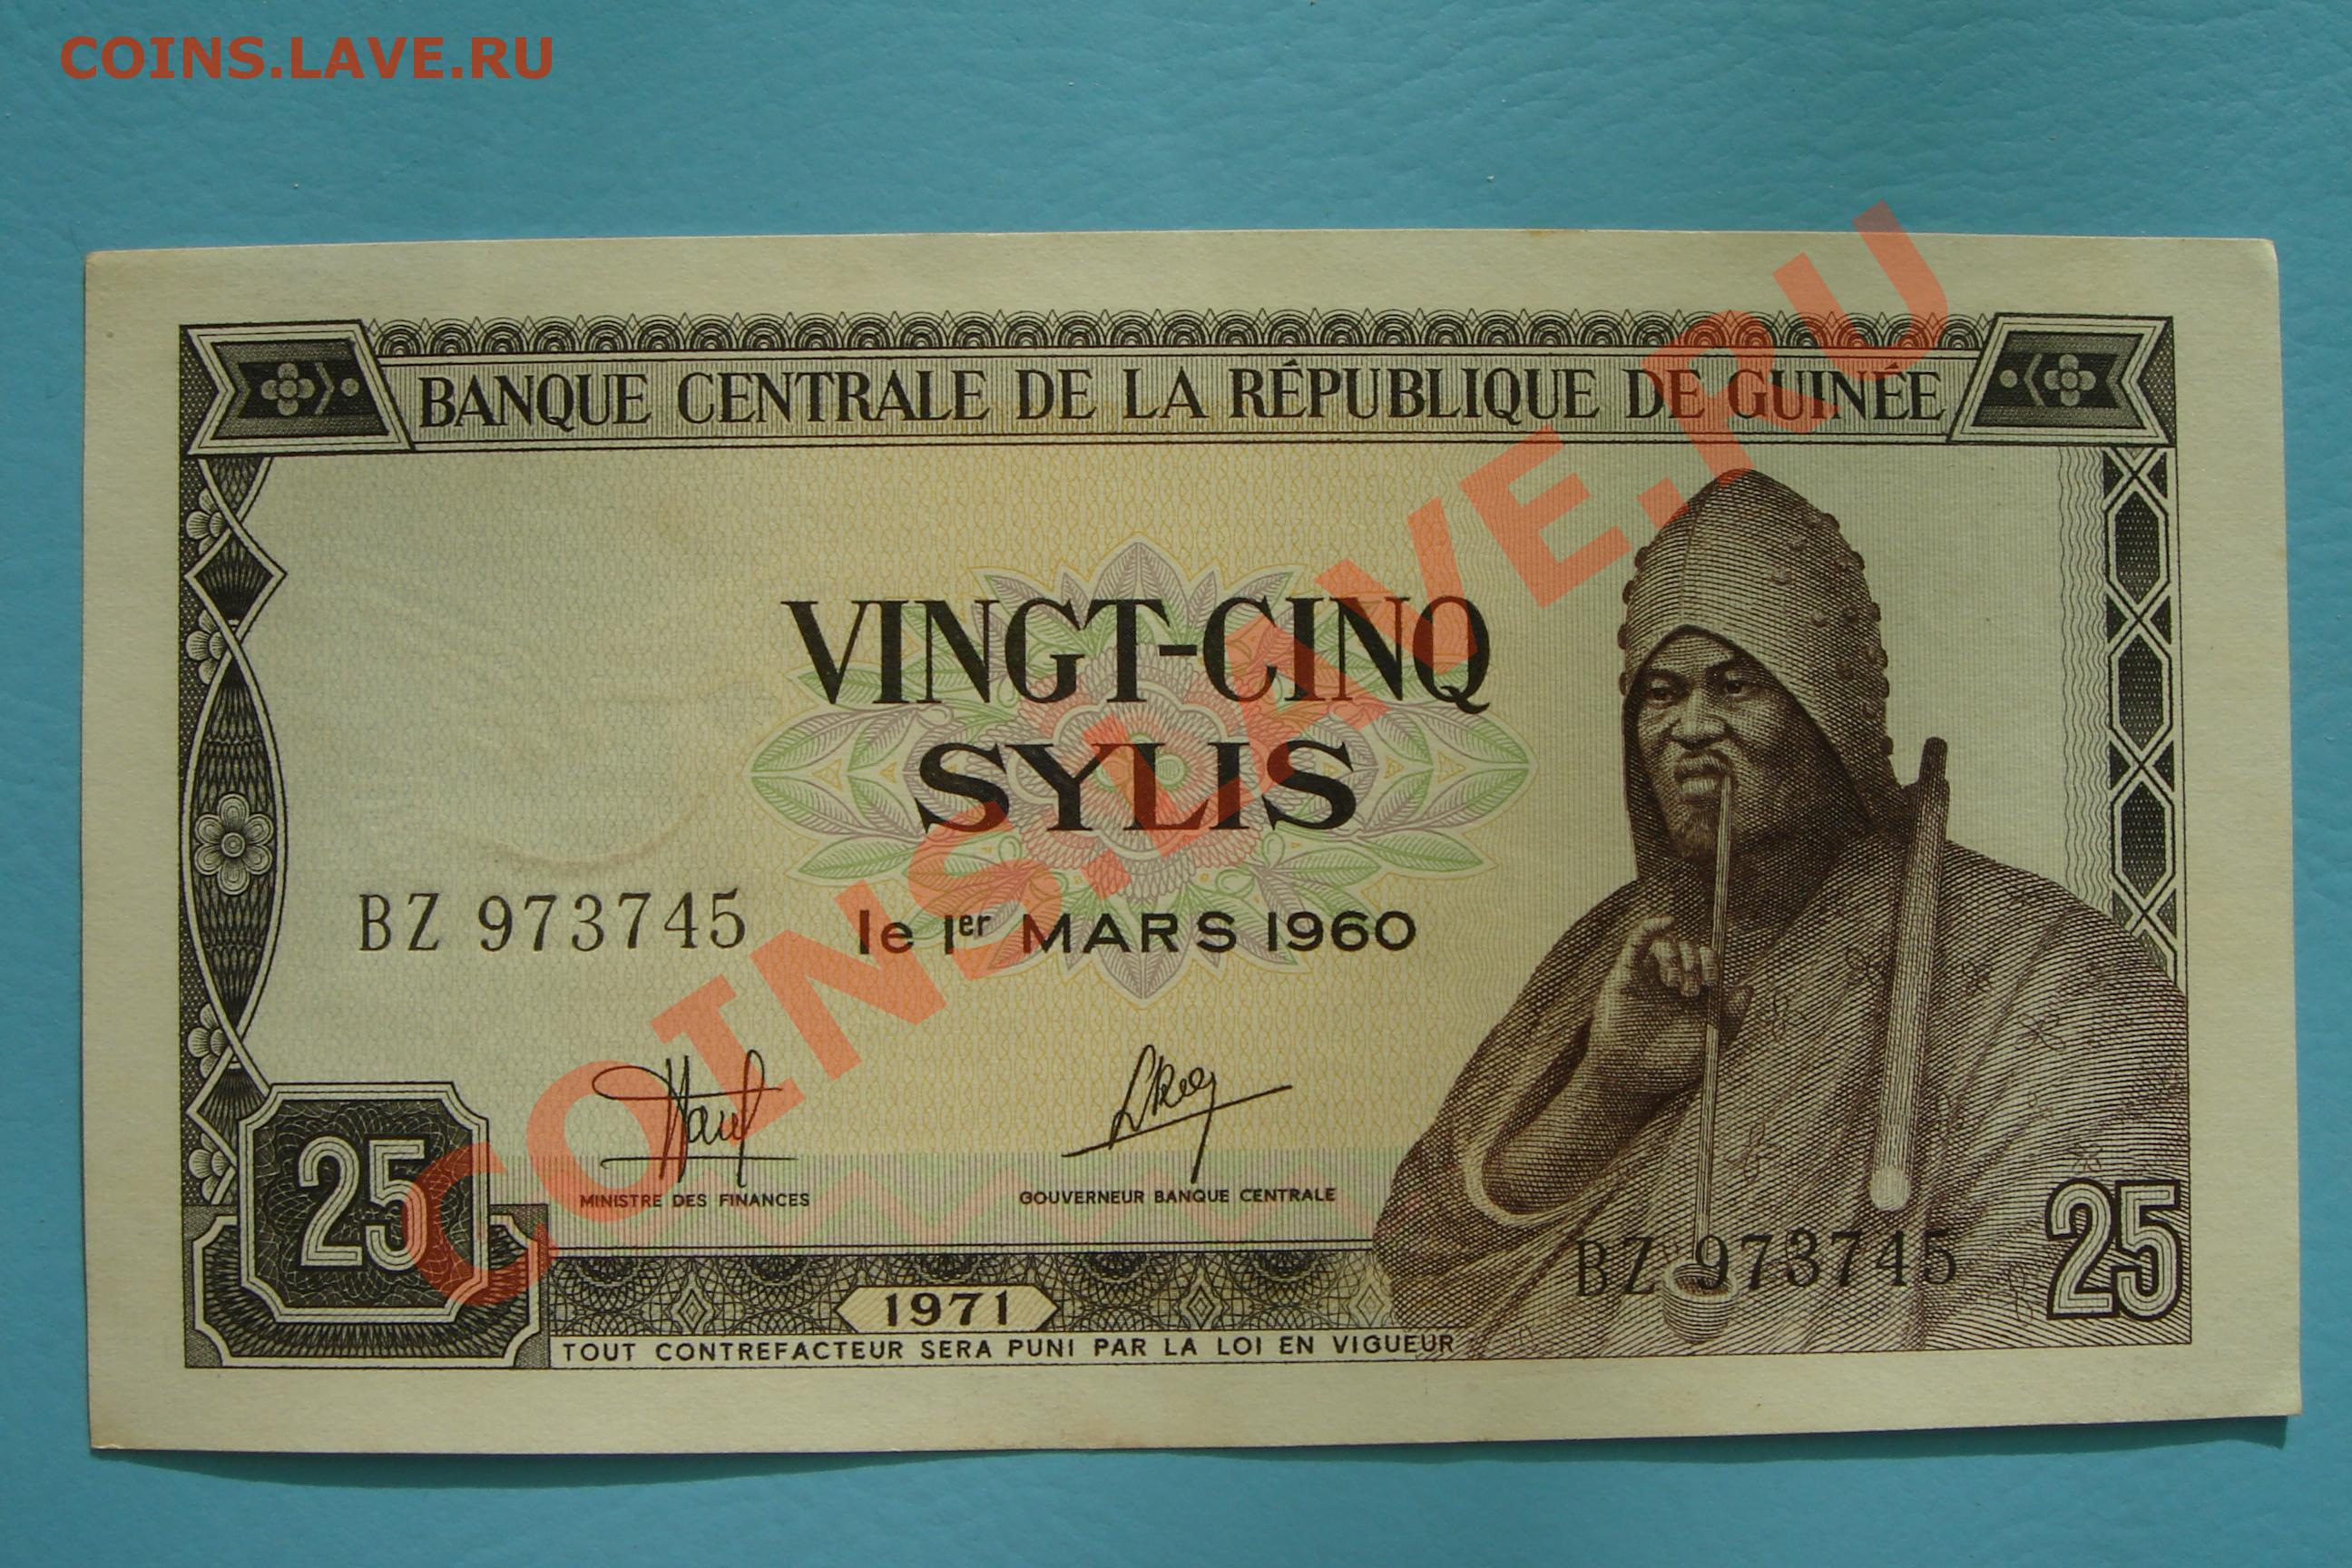 COINS.LAVE.RU
BANQUE CENTRALE DE LA RÉPUBLIQUE DE GUINÉE
VINGT-CINQ
SYLIS
BZ 973745
le 1er MARS 1960
MINISTRE DES FINANCES
GOUVERNEUR BANQUE CENTRALE
25
BZ 973745
25
1971
TOUT CONTREFACTEUR SERA PUNI PAR LA LOI EN VIGUEUR
COINS.LAVE.RU